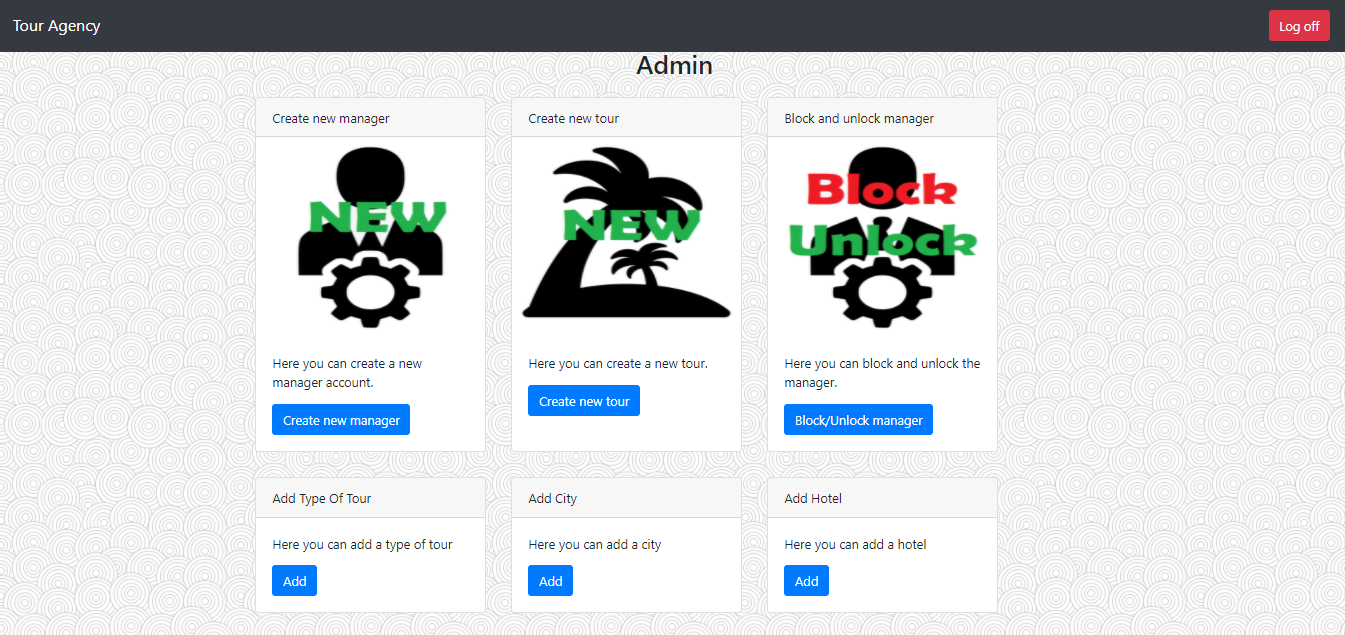 Tour Agency
Log off
Admin
Create new manager
NEW
Here you can create a new
manager account.
Create new manager
Create new tour
NEW
Here you can create a new tour.
Create new tour
Block and unlock manager
Block
Unlock
Here you can block and unlock the
manager.
Block/Unlock manager
Add Type Of Tour
Here you can add a type of tour
Add
Add City
Here you can add a city
Add
Add Hotel
Here you can add a hotel
Add